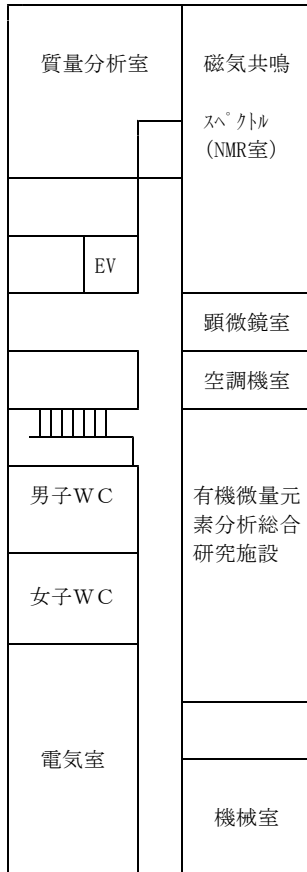 質量分析室
磁気共鳴
ｽﾍﾟｸﾄﾙ
(NMR室)
EV
顕微鏡室
空調機室
男子ＷＣ
有機微量元
素分析総合
研究施設
女子ＷＣ
電気室
機械室